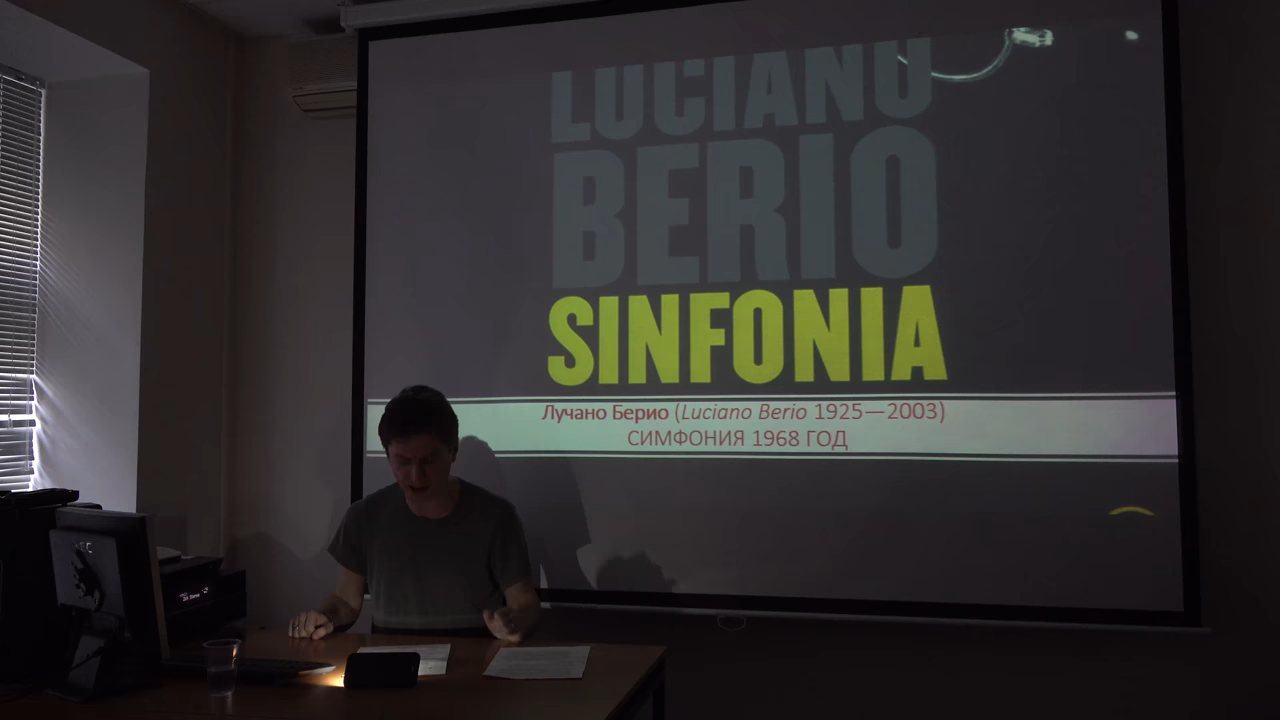 LUCIANO
BERIO
SINFONIA
Лучано Берио (Luciano Berio 1925—2003)
СИМФОНИЯ 1968 ГОД